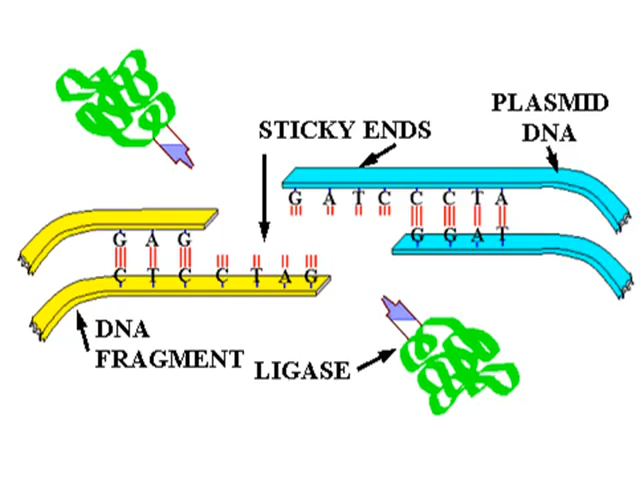 PLASMID
DNA
STICKY ENDS
G A T C C C T A
G G A T
G A G
C T C C T A G
DNA
FRAGMENT
LIGASE